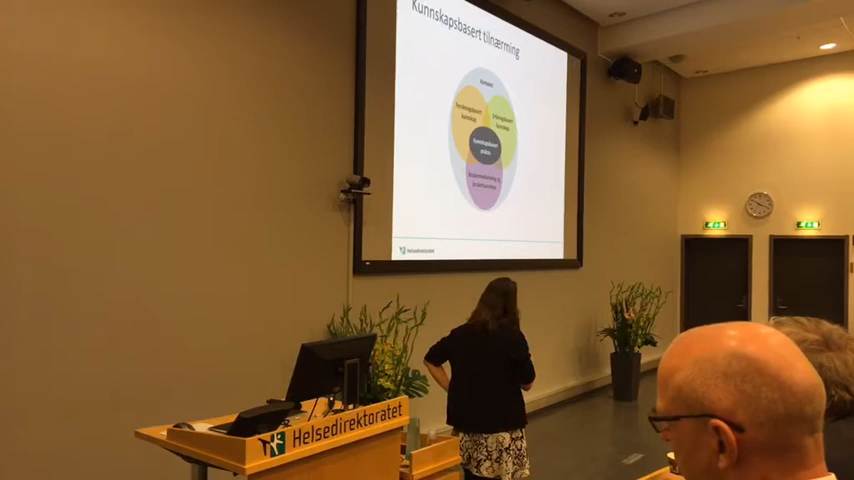 Kunnskapsbasert tilnærming
Kontekst
Forskningsbasert
kunnskap
Erfaringsbasert
kunnskap
Kunnskapsbasert
praksis
Brukermedvirkning og
brukerkunnskap
Helsedirektoratet
Helsedirektoratet